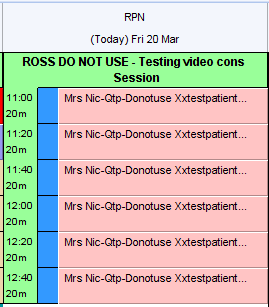 RPN
(Today) Fri 20 Mar
ROSS DO NOT USE - Testing video cons
Session
11:00 Mrs Nic-Qtp-Donotuse Xxtestpatient...
20m
11:20 Mrs Nic-Qtp-Donotuse Xxtestpatient...
20m
11:40 Mrs Nic-Qtp-Donotuse Xxtestpatient...
20m
12:00 Mrs Nic-Qtp-Donotuse Xxtestpatient...
20m
12:20 Mrs Nic-Qtp-Donotuse Xxtestpatient...
20m
12:40 Mrs Nic-Qtp-Donotuse Xxtestpatient...
20m